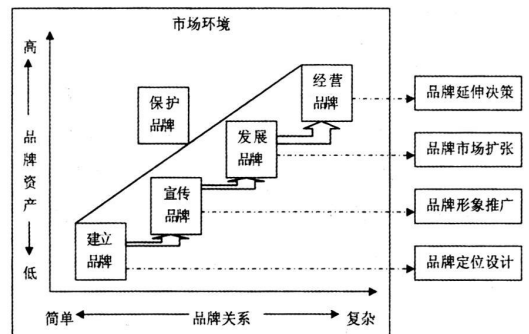 市场环境
高
品牌资产
低
保护
品牌
经营
品牌
发展
品牌
宣传
品牌
建立
品牌
品牌延伸决策
品牌市场扩张
品牌形象推广
品牌定位设计
简单
品牌关系
复杂